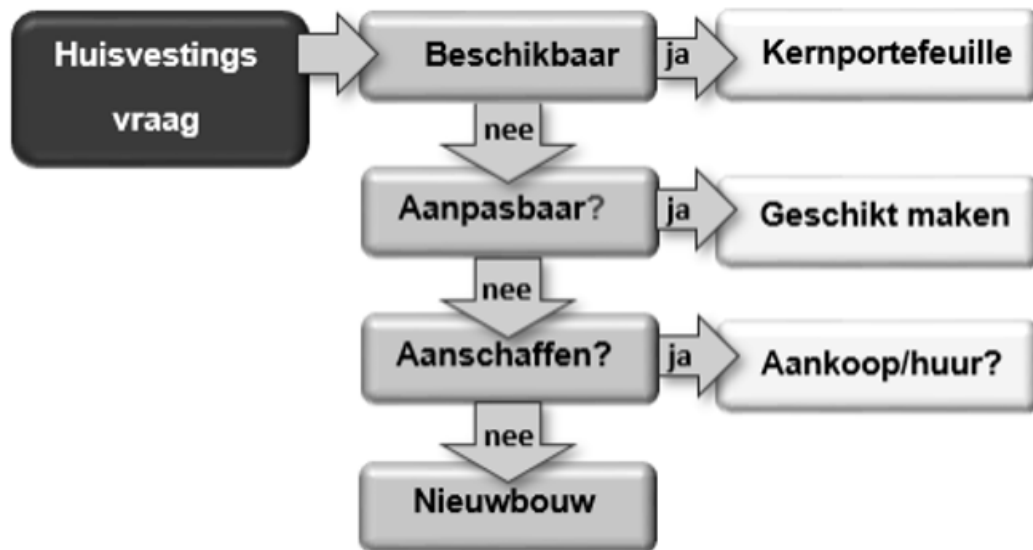 Huisvestings
vraag
Beschikbaar
ja
Kernportefeuille
nee
Aanpasbaar?
ja
Geschikt maken
nee
Aanschaffen?
ja
Aankoop/huur?
nee
Nieuwbouw